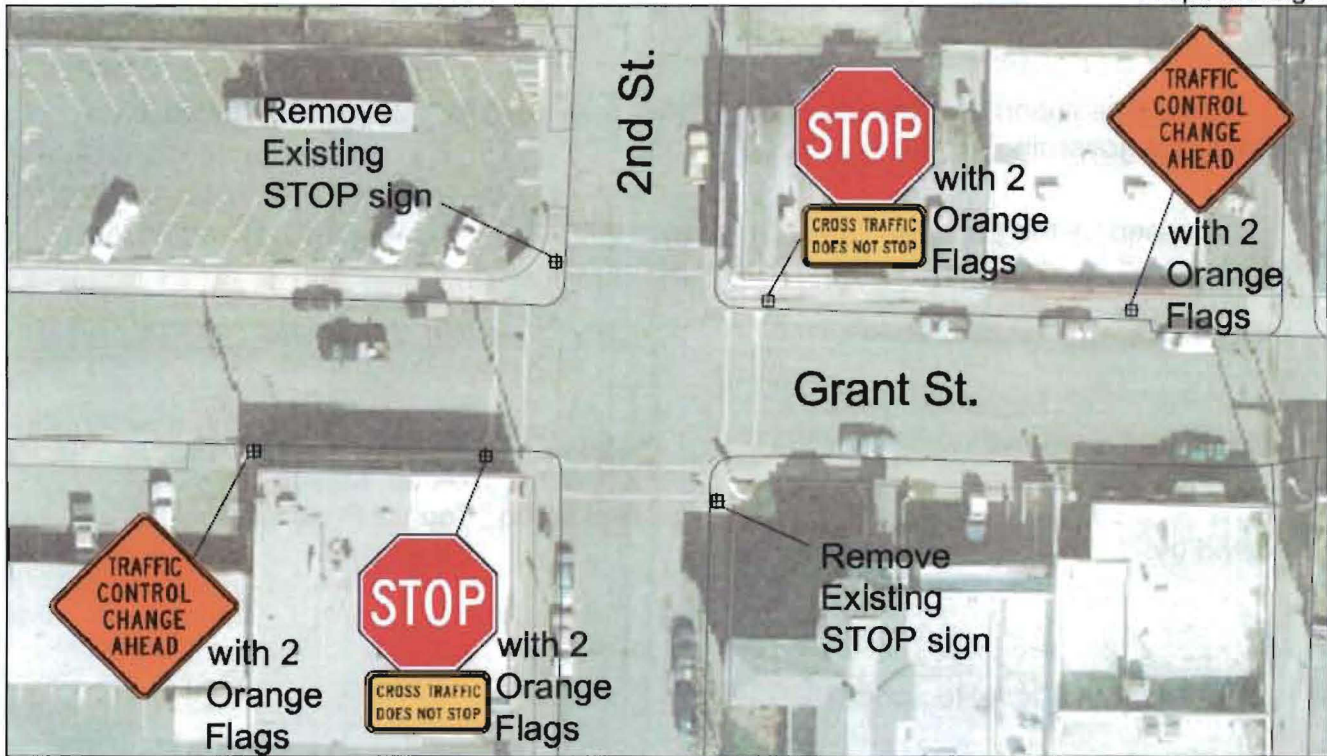 Remove
Existing
STOP sign
2nd St.
STOP
CROSS TRAFFIC
DOES NOT STOP
with 2
Orange
Flags
TRAFFIC
CONTROL
CHANGE
AHEAD
with 2
Orange
Flags
Grant St.
TRAFFIC
CONTROL
CHANGE
AHEAD
with 2
Orange
Flags
STOP
CROSS TRAFFIC
DOES NOT STOP
with 2
Orange
Flags
Remove
Existing
STOP sign